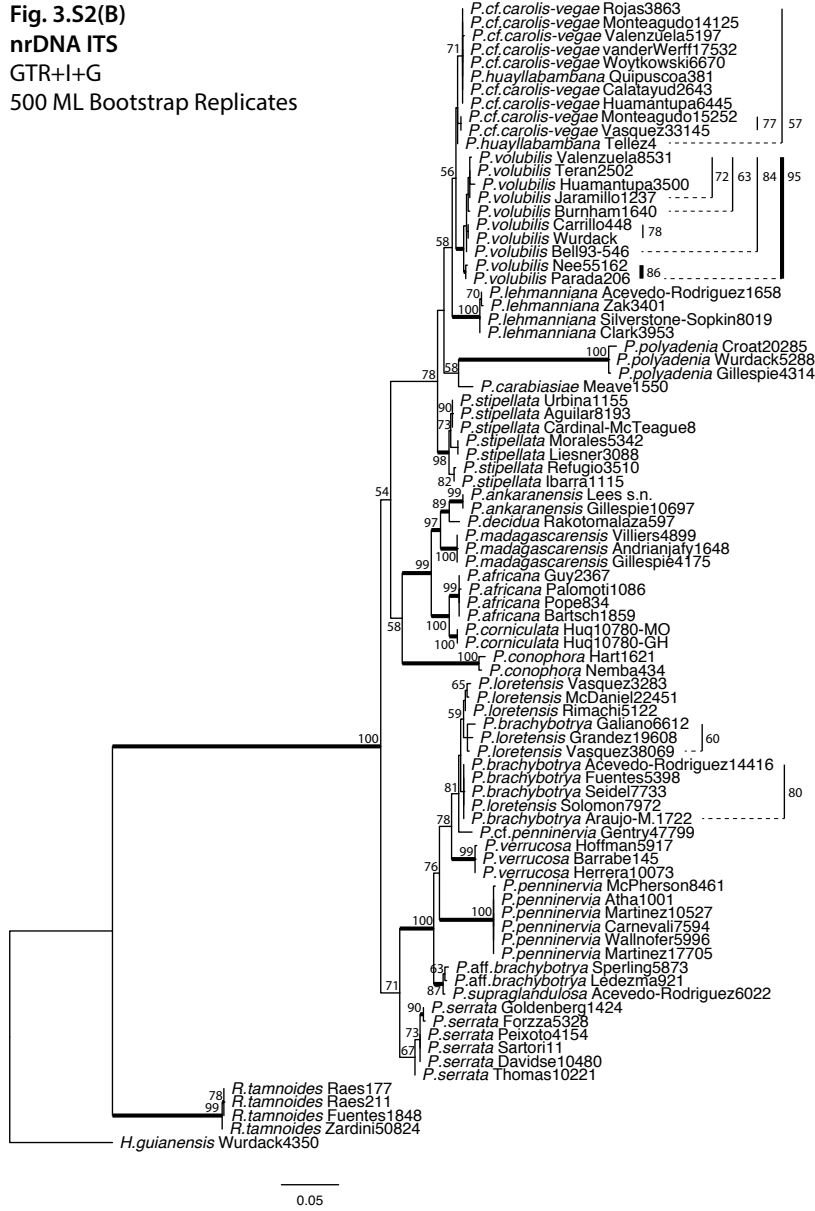 Fig. 3.S2(B)
nrDNA ITS
GTR+I+G
500 ML Bootstrap Replicates
P.cf.carolis-vegae Rojas3863
P.cf.carolis-vegae Monteagudo14125
P.cf.carolis-vegae Valenzuela5197
71 P.cf.carolis-vegae vanderWerff17532
P.cf.carolis-vegae Woytkowski6670
P.huayllabambana Quipuscoa381
P.cf.carolis-vegae Calatayud2643
P.cf.carolis-vegae Huamantupa6445
P.cf.carolis-vegae Monteagudo15252
77 57
P.cf.carolis-vegae Vasquez33145
P.huayllabambana Tellez4
P.volubilis Valenzuela8531
56 P.volubilis Teran2502
72 63 84 95
P.volubilis Huamantupa3500
P.volubilis Jaramillo1237
P.volubilis Burnham1640
P.volubilis Carrillo448
78
P.volubilis Wurdack
58 P.volubilis Bell93-546
P.volubilis Nee55162
86
P.volubilis Parada206
70 P.lehmanniana Acevedo-Rodriguez1658
P.lehmanniana Zak3401
100 P.lehmanniana Silverstone-Sopkin8019
P.lehmanniana Clark3953
100 P.polyadenia Croat20285
P.polyadenia Wurdack5288
58 P.polyadenia Gillespie4314
78 P.carabiasiae Meave1550
90 P.stipellata Urbina1155
P.stipellata Aguilar8193
73 P.stipellata Cardinal-McTeague8
P.stipellata Morales5342
98 P.stipellata Liesner3088
P.stipellata Refugio3510
82 P.stipellata Ibarra1115
54 99 P.ankaranensis Lees s.n.
89 P.ankaranensis Gillespie10697
97 P.decidua Rakotomalaza597
P.madagascarensis Villiers4899
100 P.madagascarensis Andrianjafy1648
99 P.madagascarensis Gillespie4175
P.africana Guy2367
99 P.africana Palomoti1086
P.africana Pope834
100 P.africana Bartsch1859
58 P.corniculata Huq10780-MO
100 P.corniculata Huq10780-GH
100 P.conophora Hart1621
P.conophora Nemba434
65 P.loretensis Vasquez3283
P.loretensis McDaniel22451
59 P.loretensis Rimachi5122
P.brachybotrya Galiano6612
P.loretensis Grandez19608
60
100 P.loretensis Vasquez38069
P.brachybotrya Acevedo-Rodriguez14416
P.brachybotrya Fuentes5398
81 P.brachybotrya Seidel7733
80
P.loretensis Solomon7972
78 P.brachybotrya Araujo-M.1722
P.cf.penninervia Gentry47799
99 P.verrucosa Hoffman5917
P.verrucosa Barrabe145
76 P.verrucosa Herrera10073
P.penninervia McPherson8461
P.penninervia Atha1001
100 P.penninervia Martinez10527
100 P.penninervia Carnevali7594
P.penninervia Wallnofer5996
P.penninervia Martinez17705
63 P.aff.brachybotrya Sperling5873
P.aff.brachybotrya Ledezma921
71 87 P.supraglandulosa Acevedo-Rodriguez6022
90 P.serrata Goldenberg1424
P.serrata Forzza5328
73 P.serrata Peixoto4154
67 P.serrata Sartori11
P.serrata Davidse10480
P.serrata Thomas10221
78 R.tamnoides Raes177
99 R.tamnoides Raes211
R.tamnoides Fuentes1848
R.tamnoides Zardini50824
H.guianensis Wurdack4350
0.05